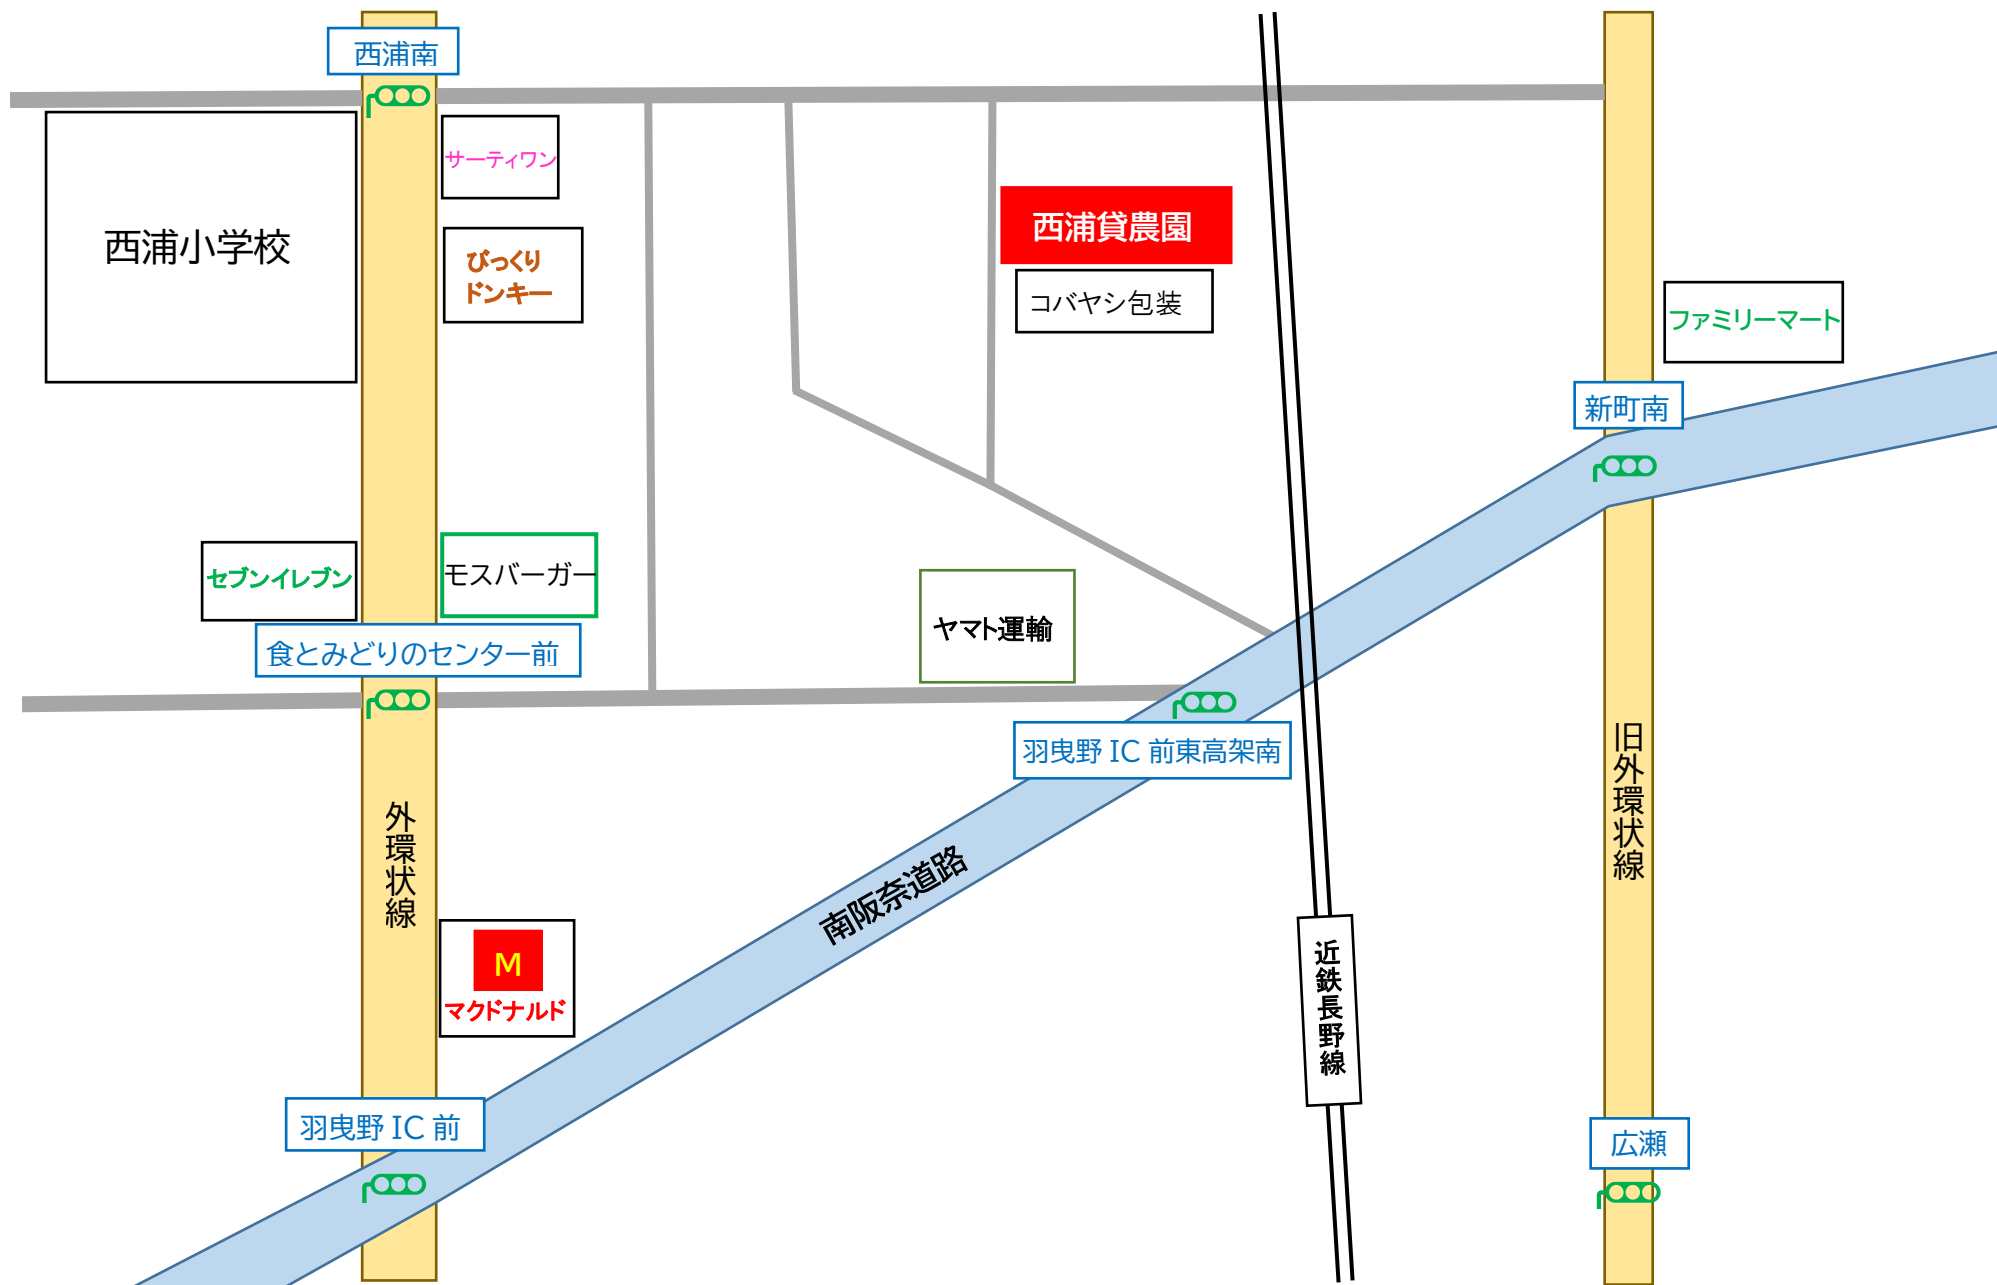 西浦南
サーティワン
西浦小学校
西浦貸農園
びっくり
ドンキー
コバヤシ包装
ファミリーマート
新町南
セブンイレブン
モスバーガー
ヤマト運輸
食とみどりのセンター前
羽曳野 IC 前東高架南
旧外環状線
外環状線
南阪奈道路
M
マクドナルド
近鉄長野線
羽曳野 IC 前
広瀬